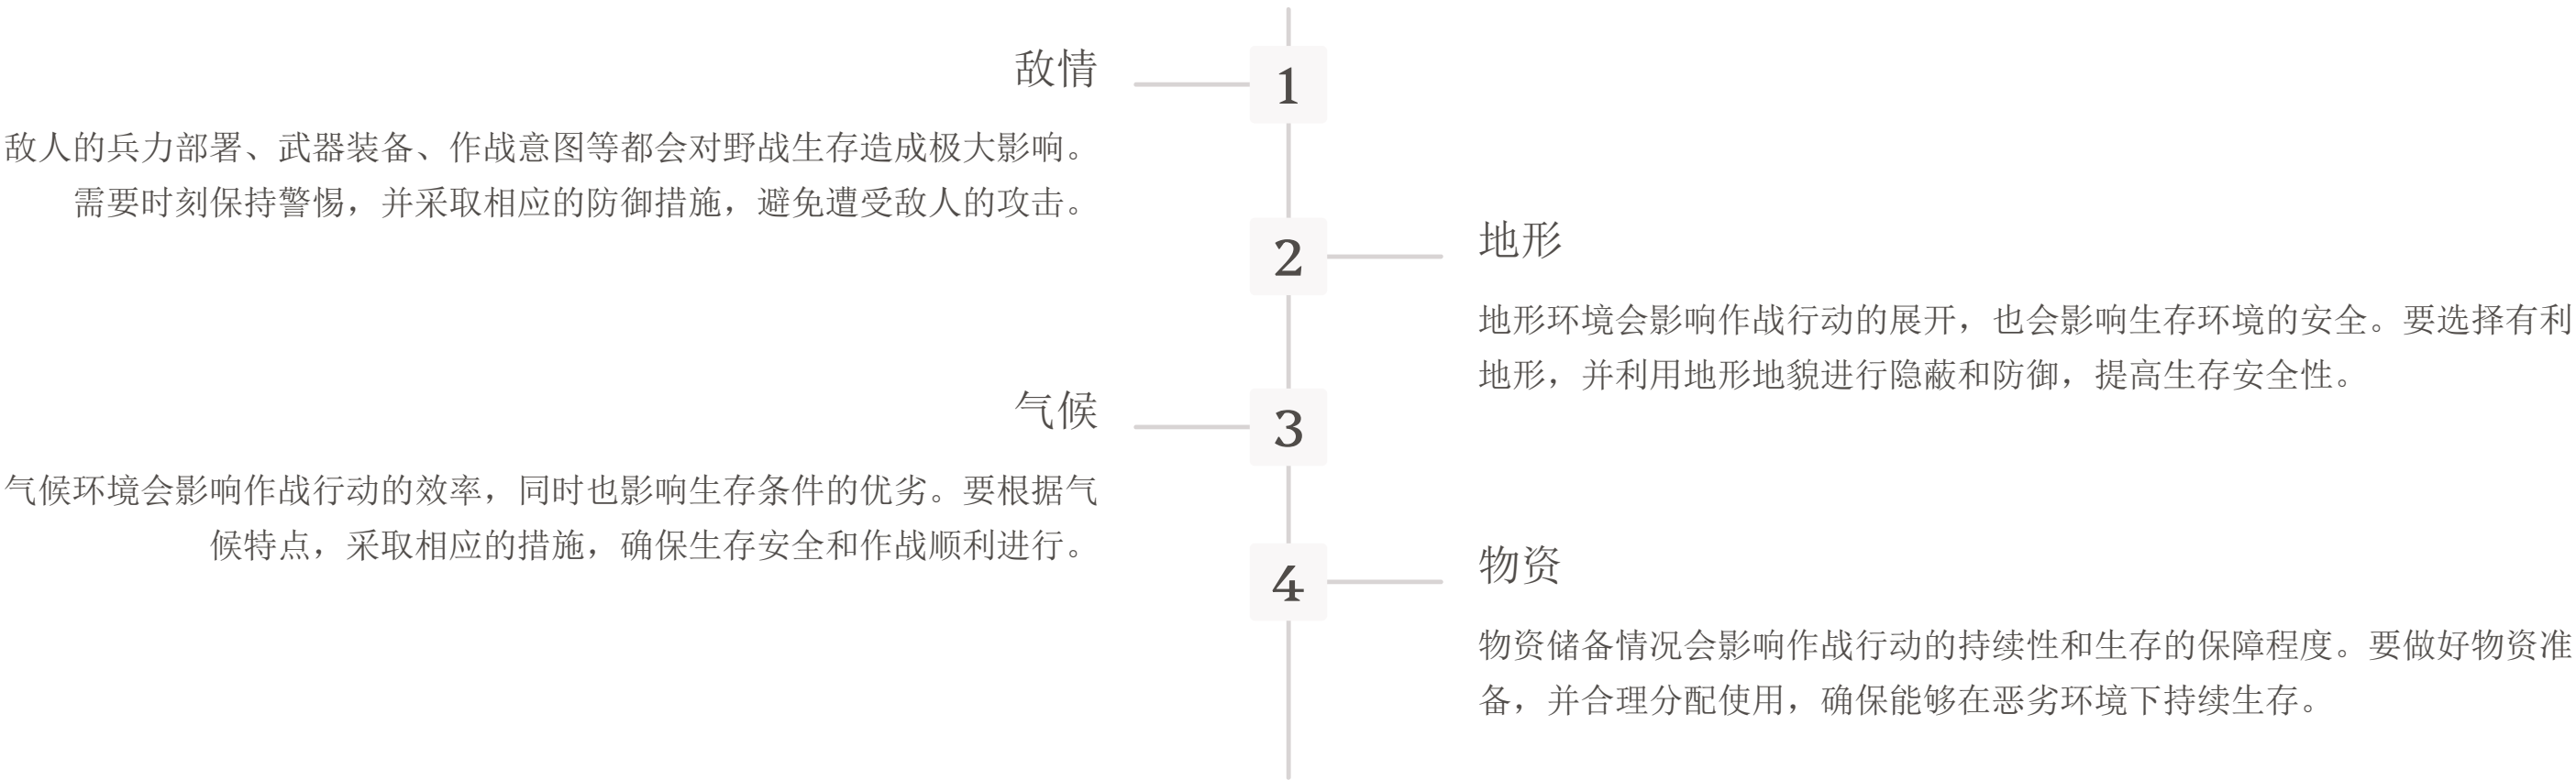 敌情
1
敌人的兵力部署、武器装备、作战意图等都会对野战生存造成极大影响。
需要时刻保持警惕，并采取相应的防御措施，避免遭受敌人的攻击。
2
地形
地形环境会影响作战行动的展开，也会影响生存环境的安全。要选择有利
地形，并利用地形地貌进行隐蔽和防御，提高生存安全性。
气候
3
气候环境会影响作战行动的效率，同时也影响生存条件的优劣。要根据气
候特点，采取相应的措施，确保生存安全和作战顺利进行。
4
物资
物资储备情况会影响作战行动的持续性和生存的保障程度。要做好物资准
备，并合理分配使用，确保能够在恶劣环境下持续生存。